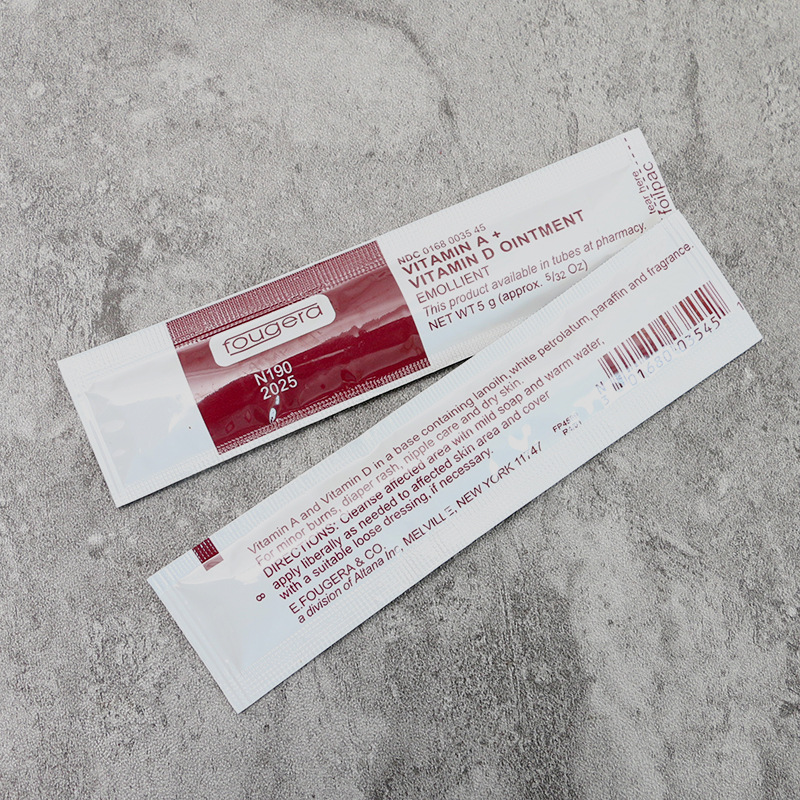 fougera
N190
2025
NDC 0168 0035 45
VITAMIN A +
VITAMIN D OINTMENT
EMOLLIENT
This product available in tubes at pharmacy.
NET WT 5 g (approx. 5/32 Oz)
tear here
foilpac
Vitamin A and Vitamin D in a base containing lanolin, white petrolatum, paraffin and fragrance.
For minor burns, diaper rash, nipple care and dry skin.
DIRECTIONS: Cleanse affected area with mild soap and warm water,
apply liberally as needed to affected skin area and cover
with a suitable loose dressing, if necessary.
E. FOUGERA & CO.
a division of Altana Inc., MELVILLE, NEW YORK 11747
8